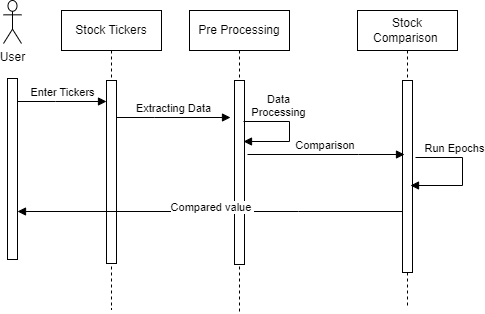 Stock Tickers
Pre Processing
Stock
Comparison
User
Enter Tickers
Extracting Data
Data
Processing
Comparison
Run Epochs
Compared value